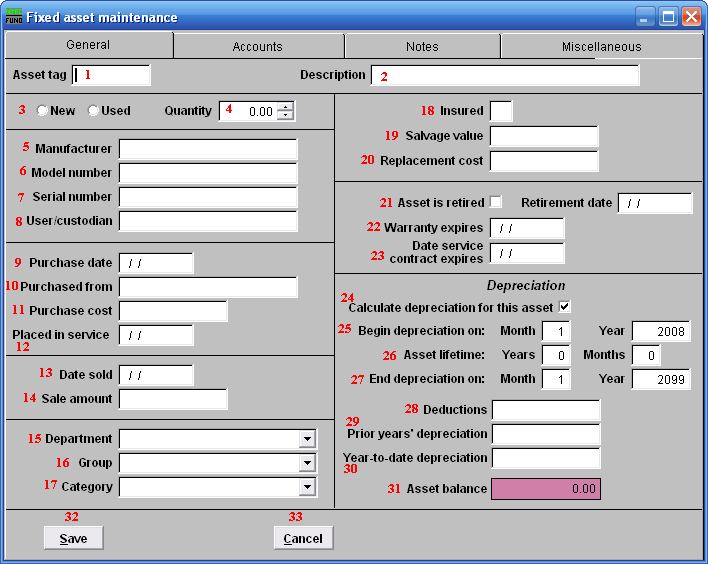 FUND
Fixed asset maintenance
General Accounts Notes Miscellaneous
Asset tag 1 Description 2
3 New Used Quantity 4 0.00
5 Manufacturer
6 Model number
7 Serial number
8 User/custodian
9 Purchase date / /
10 Purchased from
11 Purchase cost
Placed in service / /
12
13 Date sold / /
14 Sale amount
15 Department
16 Group
17 Category
18 Insured
19 Salvage value
20 Replacement cost
21 Asset is retired Retirement date / /
22 Warranty expires / /
Date service
23 contract expires / /
Depreciation
24
Calculate depreciation for this asset
25 Begin depreciation on: Month 1 Year 2008
26 Asset lifetime: Years 0 Months 0
27 End depreciation on: Month 1 Year 2099
28 Deductions
29
Prior years' depreciation
Year-to-date depreciation
30
31 Asset balance 0.00
32 33
Save Cancel